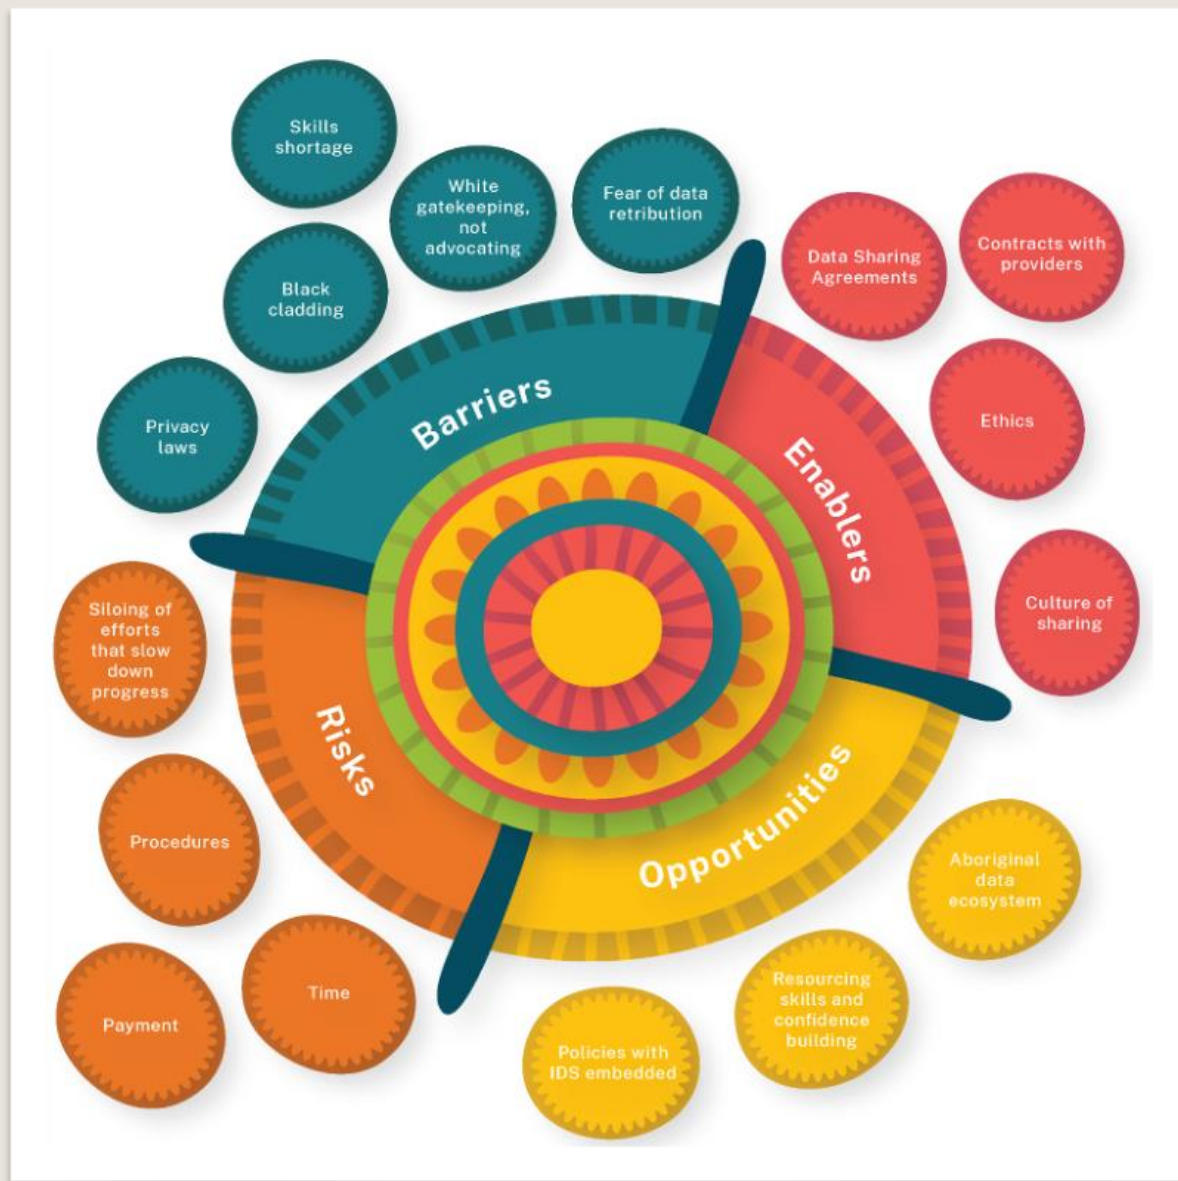 Skills
shortage
White
gatekeeping,
not
advocating
Fear of data
retribution
Black
cladding
Privacy
laws
Barriers
Data Sharing
Agreements
Contracts with
providers
Ethics
Culture of
sharing
Enablers
Siloing of
efforts
that slow
down
progress
Procedures
Time
Payment
Risks
Opportunities
Aboriginal
data
ecosystem
Resourcing
skills and
confidence
building
Policies with
IDS embedded